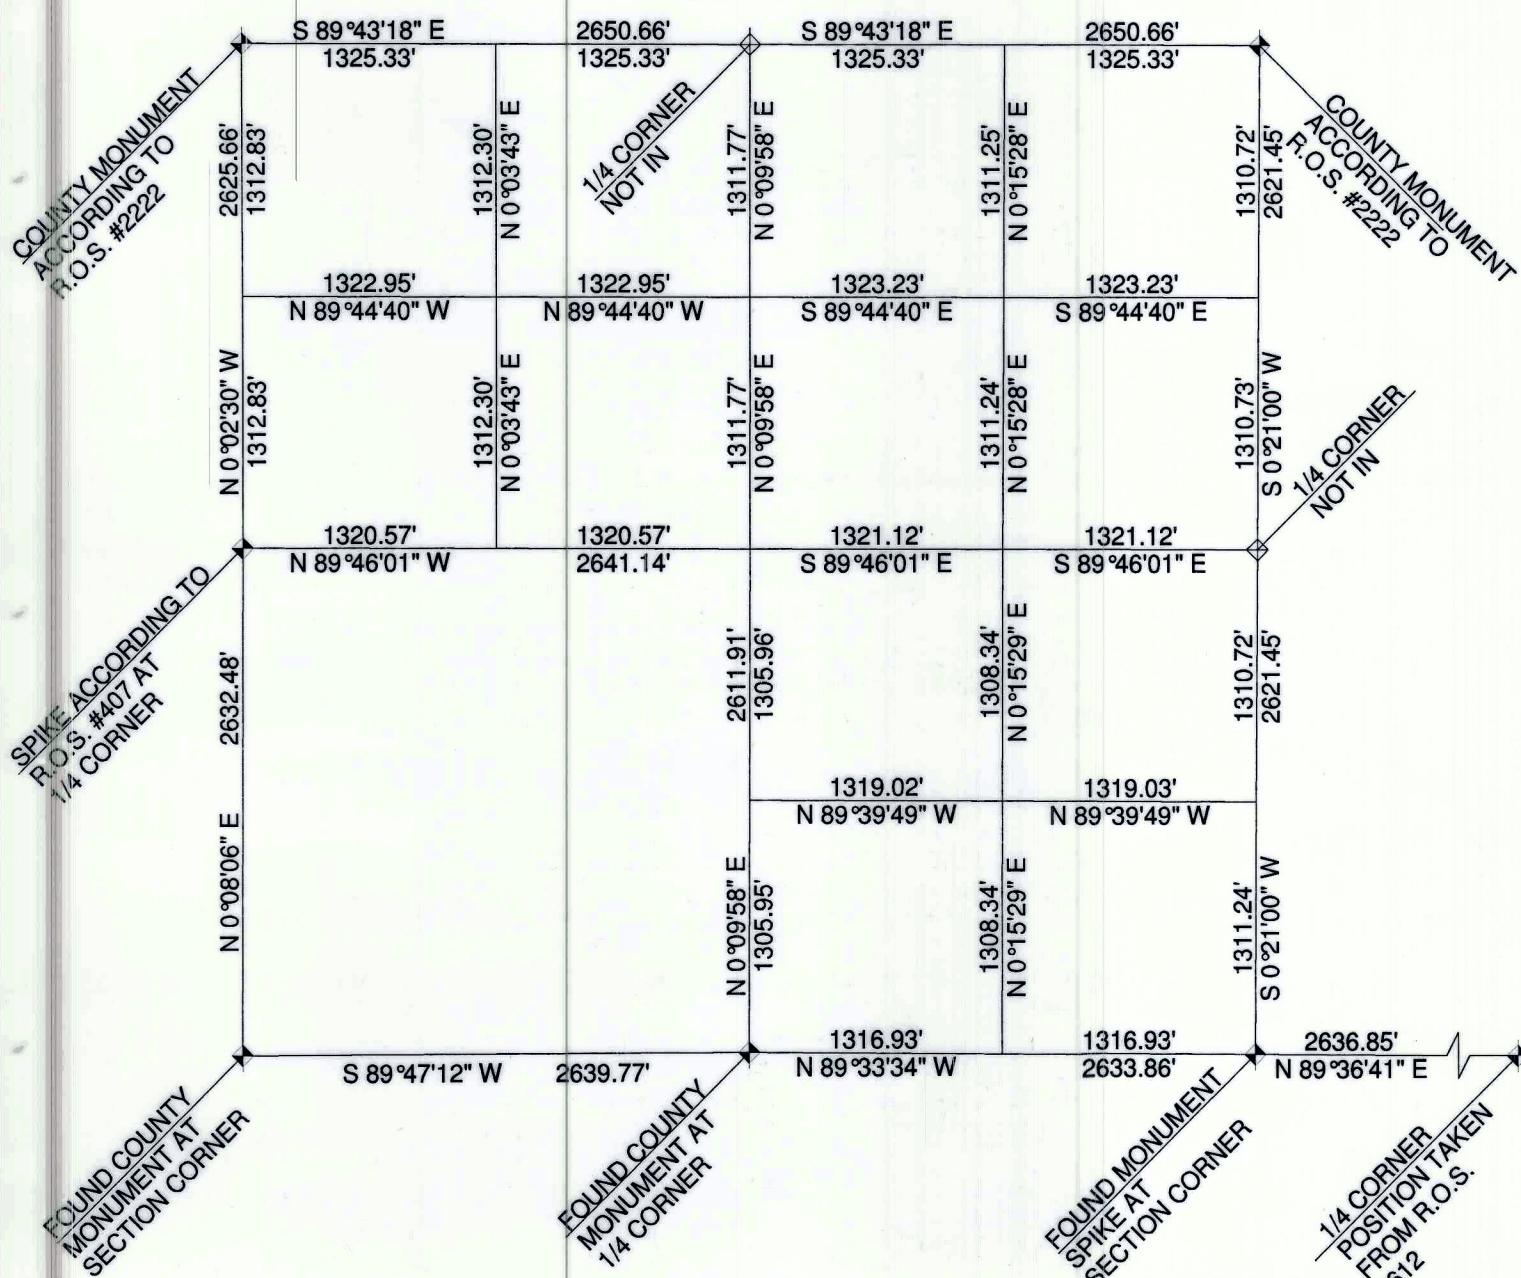 S 89°43'18" E
2650.66'
S 89°43'18" E
2650.66'
1325.33'
1325.33'
1325.33'
1325.33'
COUNTY MONUMENT
ACCORDING TO
R.O.S. #2222
2625.66'
1312.83'
1312.30'
N 0°03'43" E
1/4 CORNER
NOT IN
1311.77'
N 0°09'58" E
1311.25'
N 0°15'28" E
1310.72'
2621.45'
COUNTY MONUMENT
ACCORDING TO
R.O.S. #2222
1322.95'
1322.95'
1323.23'
1323.23'
N 89°44'40" W
N 89°44'40" W
S 89°44'40" E
S 89°44'40" E
N 0°02'30" W
1312.83'
1312.30'
N 0°03'43" E
1311.77'
N 0°09'58" E
1311.24'
N 0°15'28" E
1310.73'
S 0°21'00" W
1/4 CORNER
NOT IN
1320.57'
1320.57'
1321.12'
1321.12'
N 89°46'01" W
2641.14'
S 89°46'01" E
S 89°46'01" E
SPIKE ACCORDING TO
R.O.S. #407 AT
1/4 CORNER
2632.48'
2611.91'
1305.96'
1308.34'
N 0°15'29" E
1310.72'
2621.45'
1319.02'
1319.03'
N 89°39'49" W
N 89°39'49" W
N 0°08'06" E
N 0°09'58" E
1305.95'
1308.34'
N 0°15'29" E
1311.24'
S 0°21'00" W
1316.93'
1316.93'
2636.85'
S 89°47'12" W
2639.77'
N 89°33'34" W
2633.86'
N 89°36'41" E
FOUND COUNTY
MONUMENT AT
SECTION CORNER
FOUND COUNTY
MONUMENT AT
1/4 CORNER
FOUND MONUMENT
SPIKE AT
SECTION CORNER
1/4 CORNER
POSITION TAKEN
FROM R.O.S.